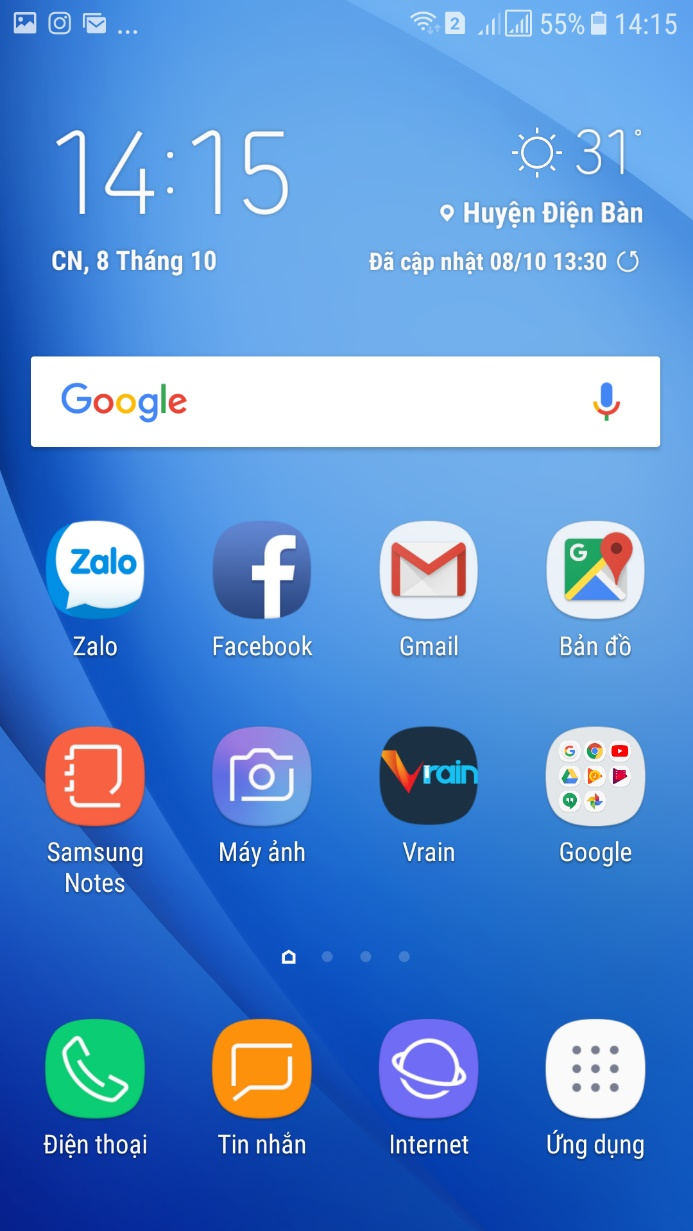 ... 2 55% 14:15
14:15
31°
Huyện Điện Bàn
CN, 8 Tháng 10
Đã cập nhật 08/10 13:30
Google
Zalo
Zalo Facebook Gmail Bản đồ
G
Vrain
G
Samsung Notes Máy ảnh Vrain Google
Điện thoại Tin nhắn Internet Ứng dụng